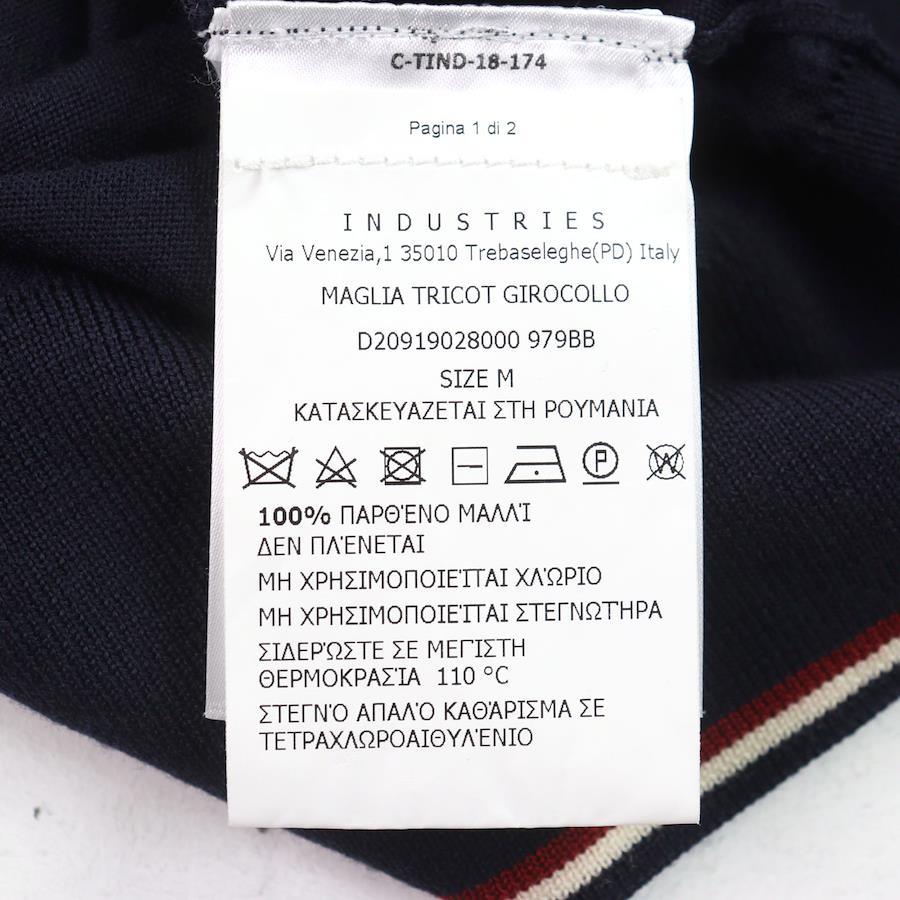 C-TIND-18-174
Pagina 1 di 2
INDUSTRIES
Via Venezia,1 35010 Trebaseleghe(PD) Italy
MAGLIA TRICOT GIROCOLLO
D20919028000 979BB
SIZE M
ΚΑΤΑΣΚΕΥΑΖΕΤΑΙ ΣΤΗ ΡΟΥΜΑΝΙΑ
P W
100% ΠΑΡΘΈΝΟ ΜΑΛΛΊ
ΔΕΝ ΠΛΈΝΕΤΑΙ
ΜΗ ΧΡΗΣΙΜΟΠΟΙΕΊΤΑΙ ΧΛΏΡΙΟ
ΜΗ ΧΡΗΣΙΜΟΠΟΙΕΊΤΑΙ ΣΤΕΓΝΩΤΉΡΑ
ΣΙΔΕΡΏΣΤΕ ΣΕ ΜΕΓΊΣΤΗ
ΘΕΡΜΟΚΡΑΣΊΑ 110 °C
ΣΤΕΓΝΌ ΑΠΑΛΌ ΚΑΘΆΡΙΣΜΑ ΣΕ
ΤΕΤΡΑΧΛΩΡΟΑΙΘΥΛΈΝΙΟ